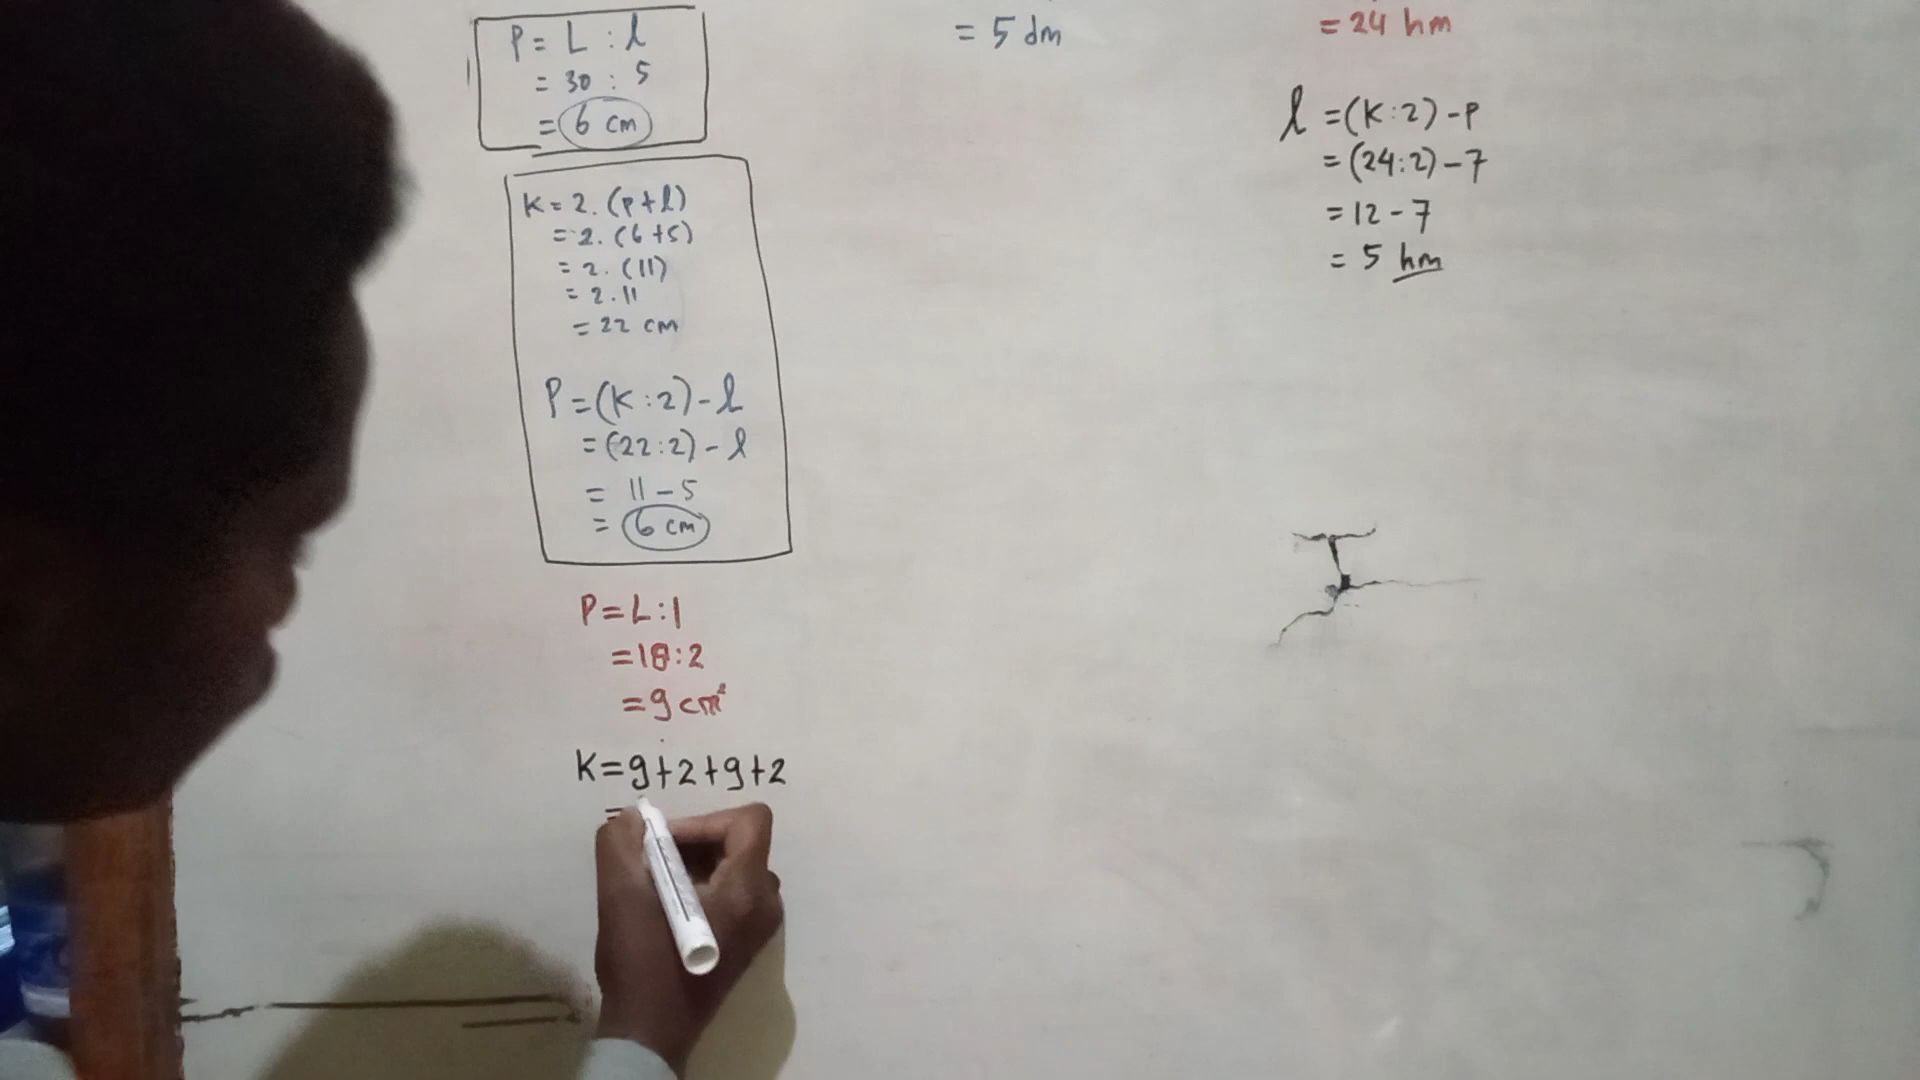 P = L : l
= 30 : 5
= 6 cm
K = 2. (p+l)
= 2. (6+5)
= 2. (11)
= 2.11
= 22 cm
P = (K:2) - l
= (22:2) - l
= 11 - 5
= 6 cm
P = L:l
= 18:2
= 9 cm²
K = 9+2+9+2
=
= 5 dm
= 24 hm
l = (K:2) - P
= (24:2) - 7
= 12 - 7
= 5 hm